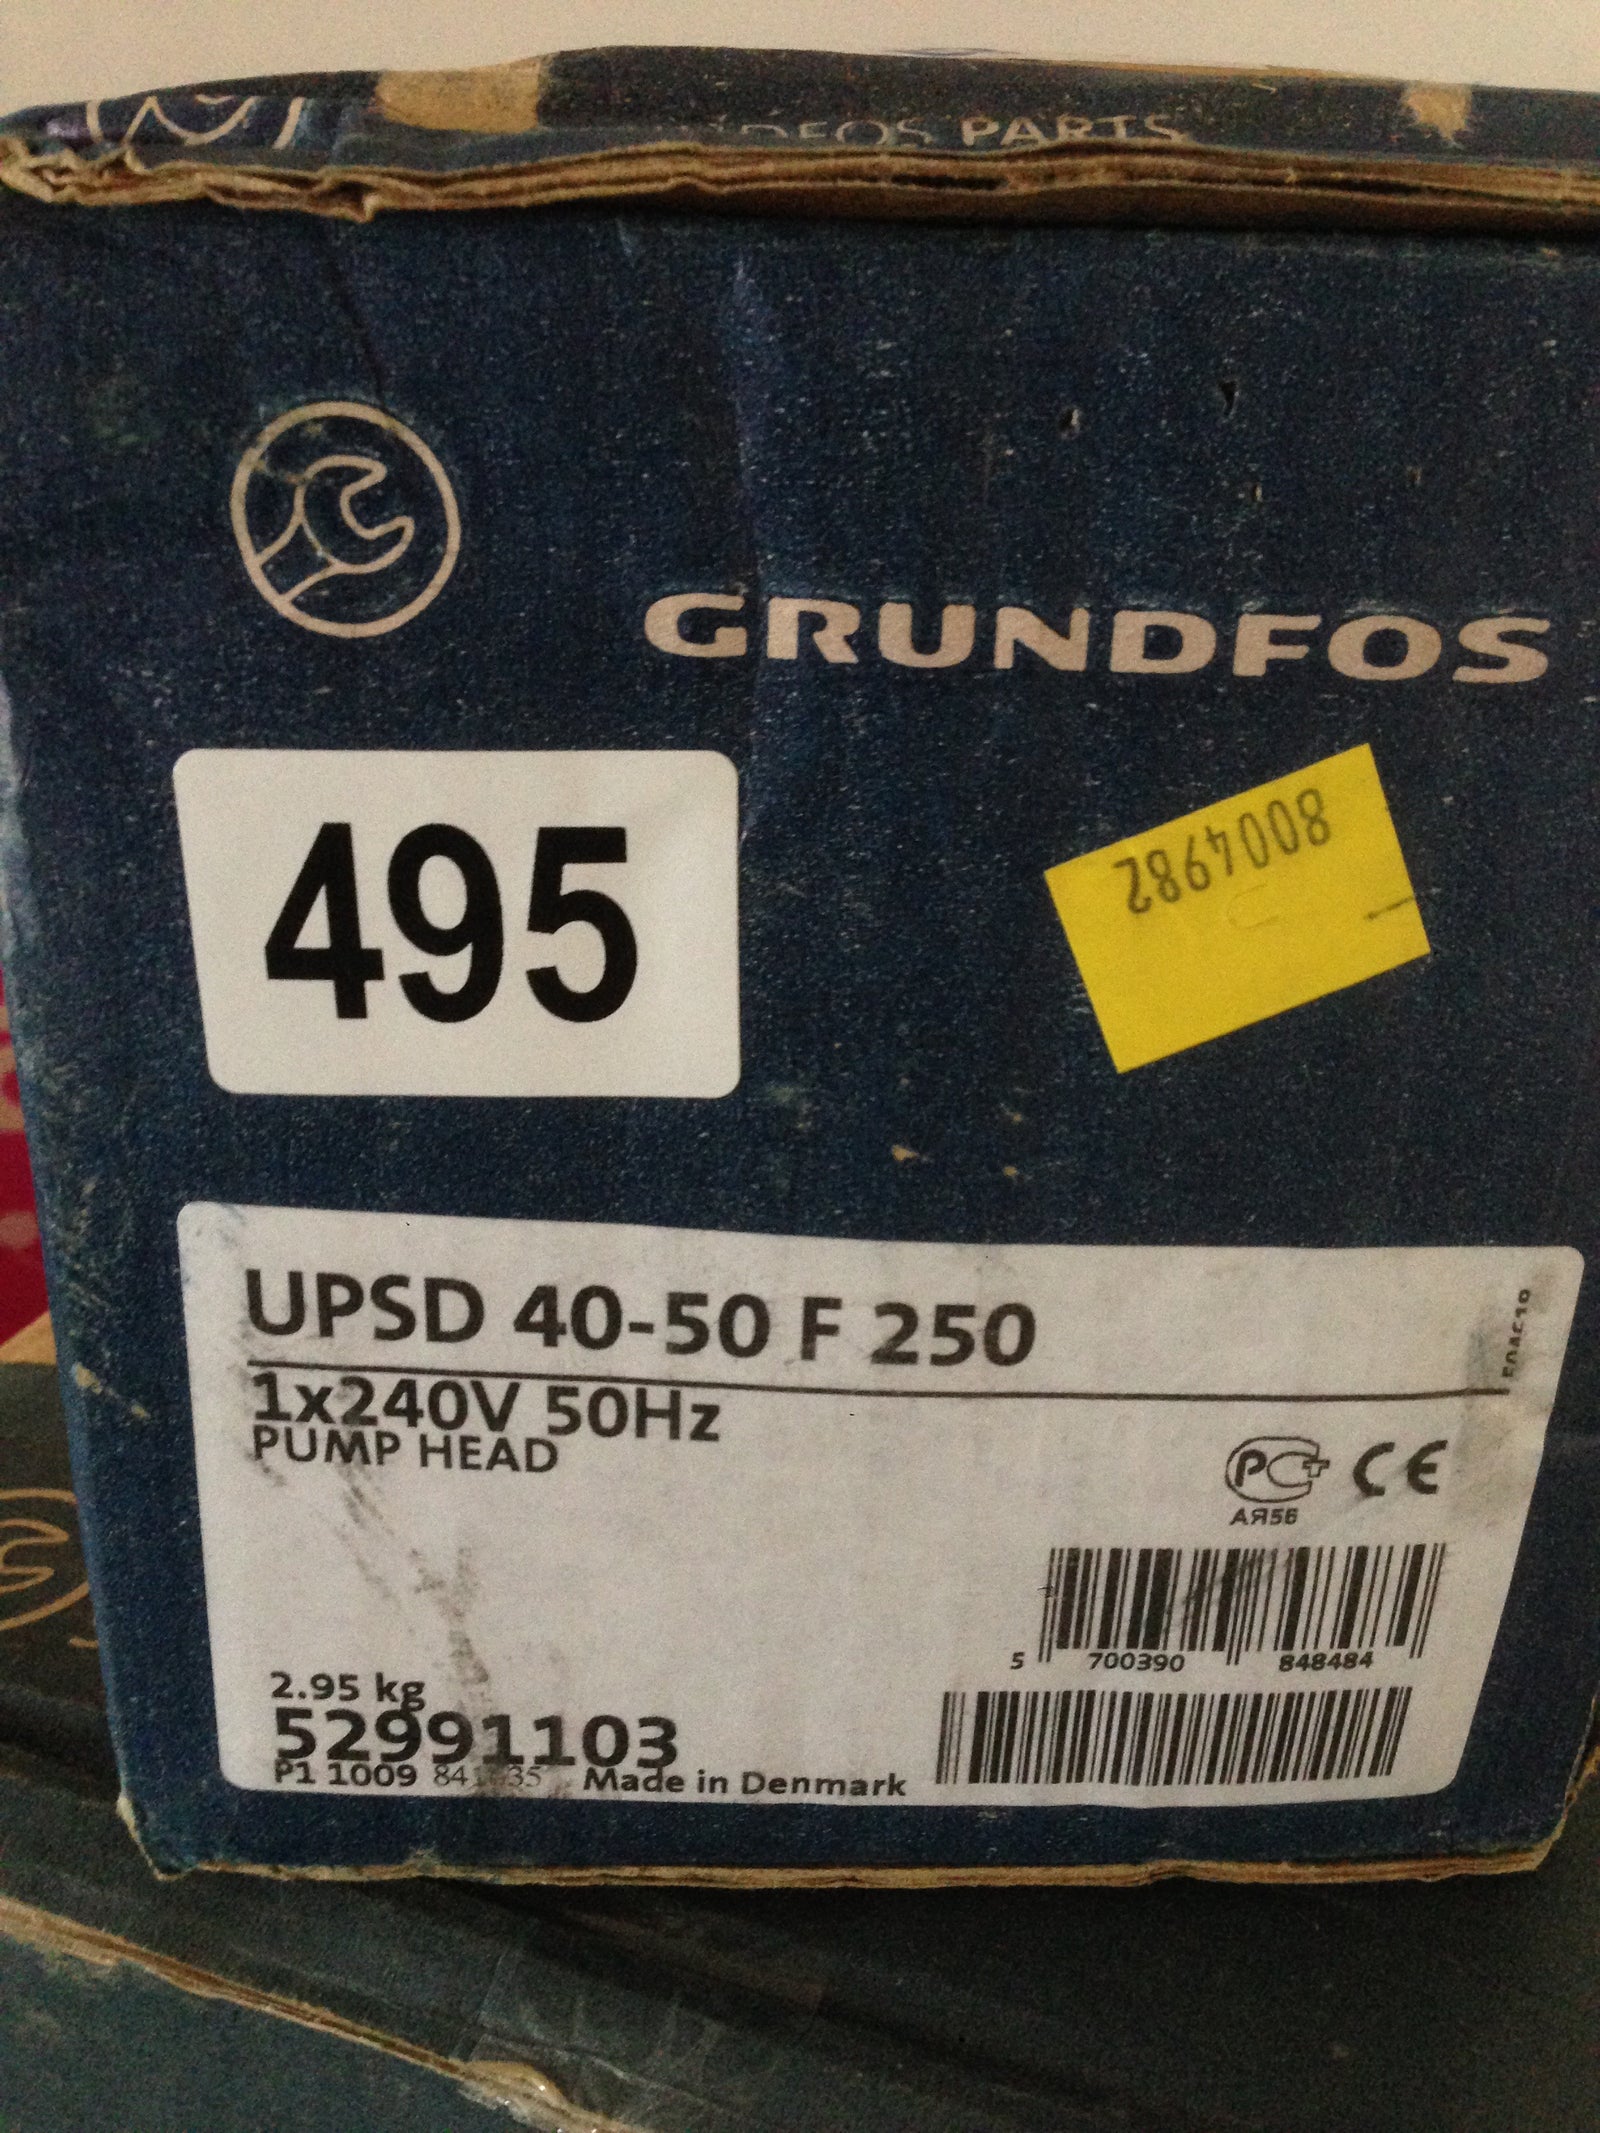 PARTS
GRUNDFOS
495
8004982
UPSD 40-50 F 250
1x240V 50Hz
PUMP HEAD
PC+ CE
АЯ56
5 700390 848484
2.95 kg
52991103
P1 1009
Made in Denmark